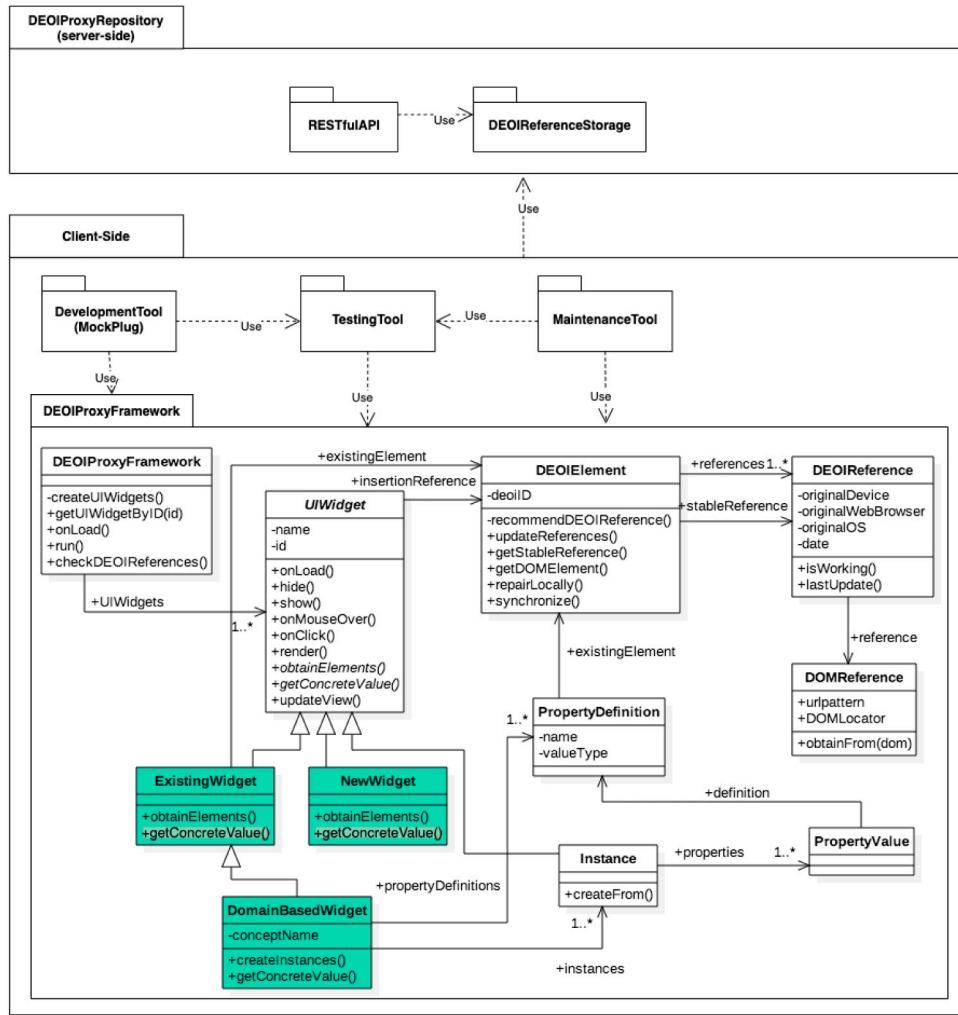 DEOIProxyRepository
(server-side)
RESTfulAPI
Use
DEOIReferenceStorage
Use
Client-Side
DevelopmentTool
(MockPlug)
Use
TestingTool
Use
MaintenanceTool
Use
Use
Use
DEOIProxyFramework
DEOIProxyFramework
-createUIWidgets()
+getUIWidgetByID(id)
+onLoad()
+run()
+checkDEOIReferences()
+UIWidgets
1..*
+existingElement
+insertionReference
UIWidget
-name
-id
+onLoad()
+hide()
+show()
+onMouseOver()
+onClick()
+render()
+obtainElements()
+getConcreteValue()
+updateView()
DEOIElement
-deoiID
-recommendDEOIReference()
+updateReferences()
+getStableReference()
+getDOMElement()
+repairLocally()
+synchronize()
+references
1..*
+stableReference
DEOIReference
-originalDevice
-originalWebBrowser
-originalOS
-date
+isWorking()
+lastUpdate()
+reference
DOMReference
+urlpattern
+DOMLocator
+obtainFrom(dom)
+existingElement
1..*
PropertyDefinition
-name
-valueType
+definition
ExistingWidget
+obtainElements()
+getConcreteValue()
NewWidget
+obtainElements()
+getConcreteValue()
PropertyValue
Instance
+createFrom()
+properties
1..*
+propertyDefinitions
DomainBasedWidget
-conceptName
+createInstances()
+getConcreteValue()
1..*
+instances